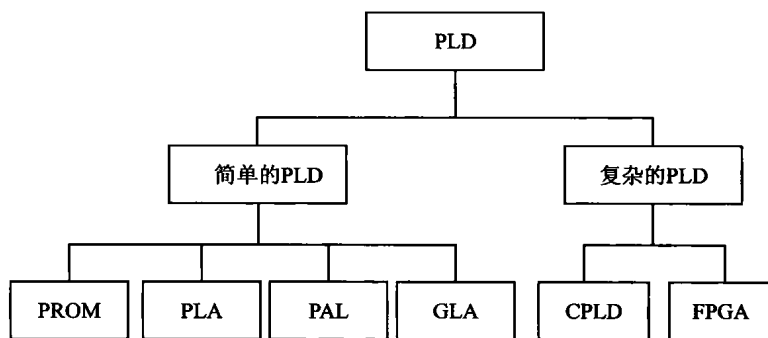 PLD
简单的PLD
复杂的PLD
PROM
PLA
PAL
GLA
CPLD
FPGA